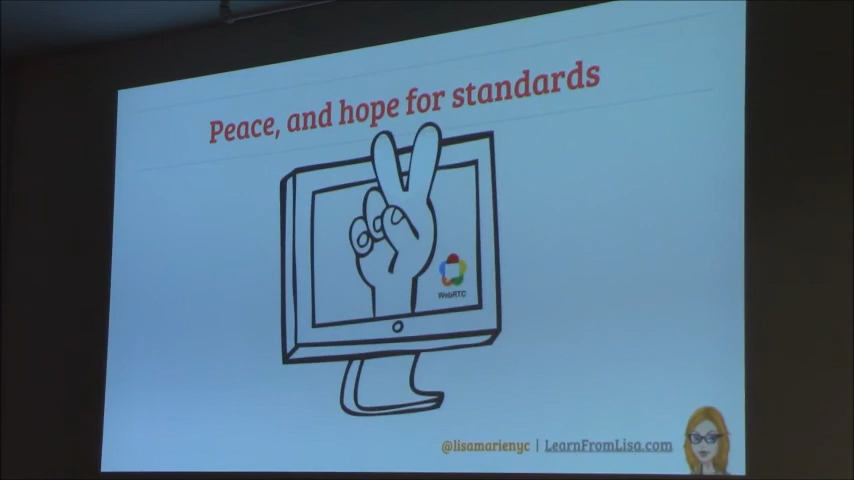 Peace, and hope for standards
WebRTC
@lisamarienyc | LearnFromLisa.com